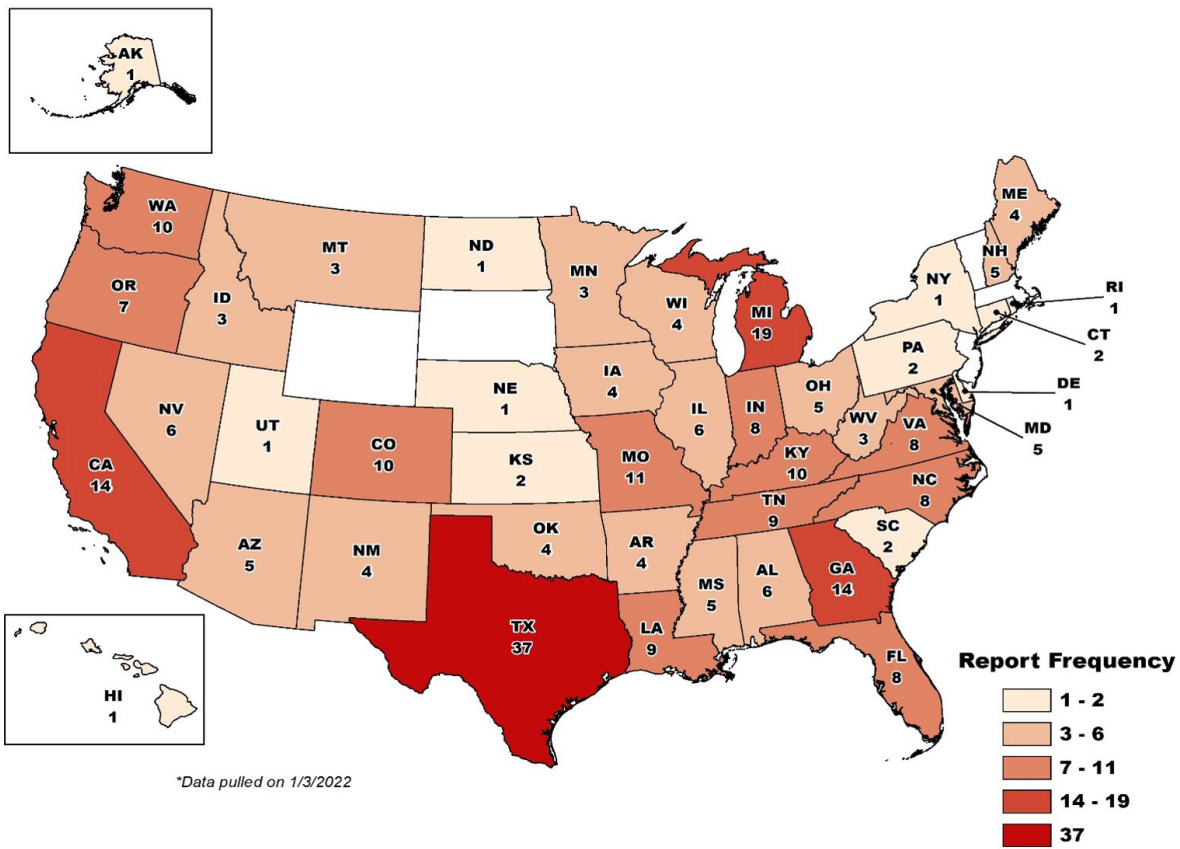 AK
1
WA
10
MT
3
ND
1
MN
3
ME
4
NH
5
OR
7
ID
3
WI
4
MI
19
NY
1
RI
1
CT
2
PA
2
NE
1
IA
4
OH
5
DE
1
NV
6
UT
1
IL
6
IN
8
WV
3
VA
8
MD
5
CA
14
CO
10
KS
2
MO
11
KY
10
NC
8
TN
9
SC
2
AZ
5
NM
4
OK
4
AR
4
MS
5
AL
6
GA
14
TX
37
LA
9
FL
8
HI
1
Report Frequency
1 - 2
3 - 6
7 - 11
14 - 19
37
*Data pulled on 1/3/2022